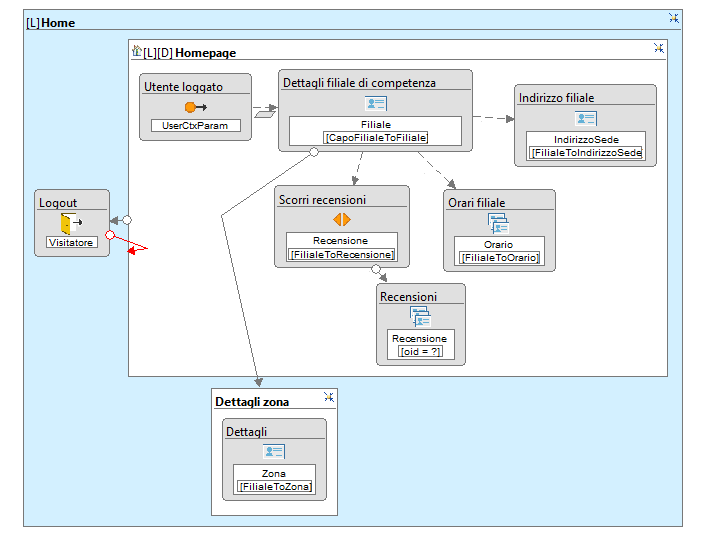 [L]Home
[L][D] Homepage
Utente loggato
UserCtxParam
Dettagli filiale di competenza
Filiale
[CapoFilialeToFiliale]
Indirizzo filiale
IndirizzoSede
[FilialeToIndirizzoSede
Logout
Visitatore
Scorri recensioni
Recensione
[FilialeToRecensione]
Orari filiale
Orario
[FilialeToOrario]
Recensioni
Recensione
[oid = ?]
Dettagli zona
Dettagli
Zona
[FilialeToZona]